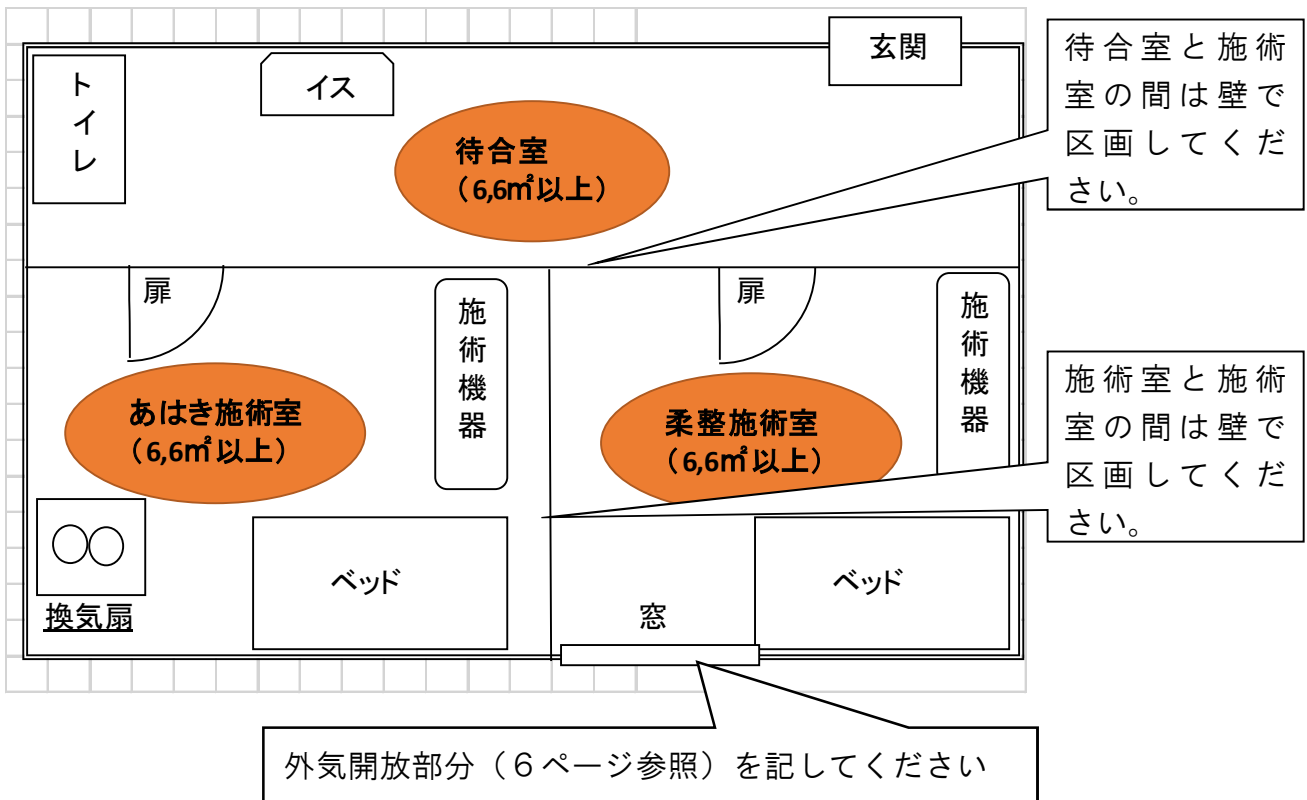 玄関
トイレ
イス
待合室
（6,6㎡以上）
待合室と施術
室の間は壁で
区画してくだ
さい。
扉
施術機器
扉
施術機器
あはき施術室
（6,6㎡以上）
柔整施術室
（6,6㎡以上）
施術室と施術
室の間は壁で
区画してくだ
さい。
換気扇
ベッド
窓
ベッド
外気開放部分（６ページ参照）を記してください